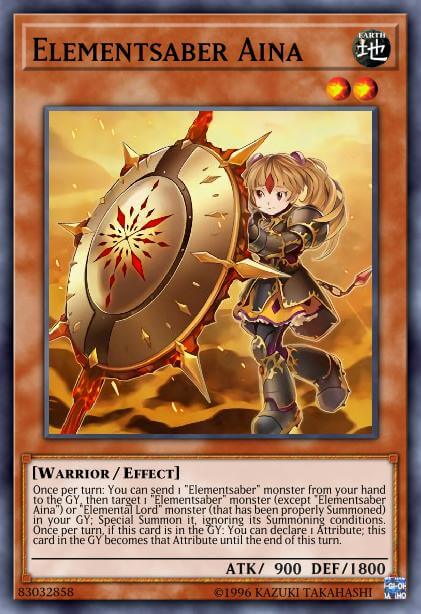 ELEMENTSABER AINA
EARTH
地
[WARRIOR / EFFECT]
Once per turn: You can send 1 "Elementsaber" monster from your hand
to the GY, then target 1 "Elementsaber" monster (except "Elementsaber
Aina") or "Elemental Lord" monster (that has been properly Summoned)
in your GY; Special Summon it, ignoring its Summoning conditions.
Once per turn, if this card is in the GY: You can declare 1 Attribute; this
card in the GY becomes that Attribute until the end of this turn.
ATK/ 900 DEF/1800
83032858
©1996 KAZUKI TAKAHASHI